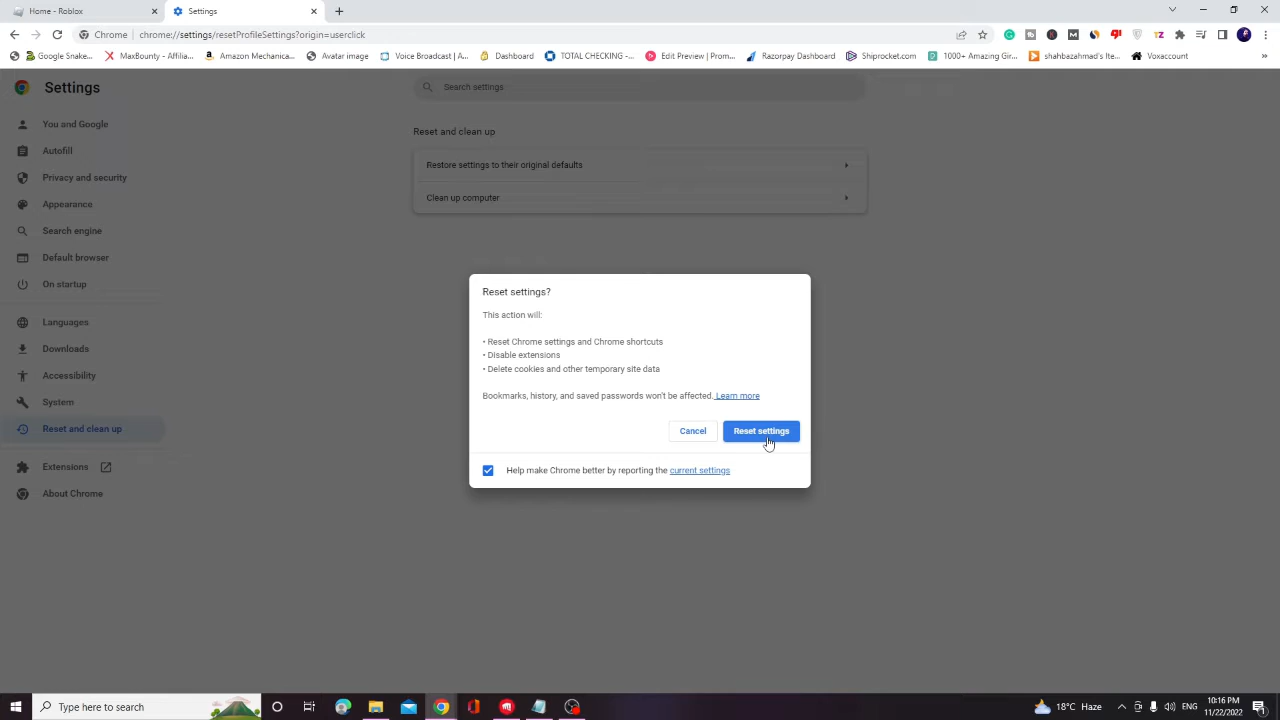 Home - Roblox
Settings
Chrome | chrome://settings/resetProfileSettings?origin=userclick
Google Snake... MaxBounty - Affilia... Amazon Mechanica... Avatar image Voice Broadcast | A... Dashboard TOTAL CHECKING -... Edit Preview | Prom... Razorpay Dashboard Shiprocket.com 1000+ Amazing Gir... shahbazahmad's Ite... Voxaccount »
Settings
Search settings
You and Google
Autofill
Privacy and security
Appearance
Search engine
Default browser
On startup
Languages
Downloads
Accessibility
System
Reset and clean up
Extensions
About Chrome
Reset and clean up
Restore settings to their original defaults
Clean up computer
Reset settings?
This action will:
• Reset Chrome settings and Chrome shortcuts
• Disable extensions
• Delete cookies and other temporary site data
Bookmarks, history, and saved passwords won't be affected. Learn more
Cancel Reset settings
Help make Chrome better by reporting the current settings
Type here to search
18°C Haze
ENG
10:16 PM
11/22/2022